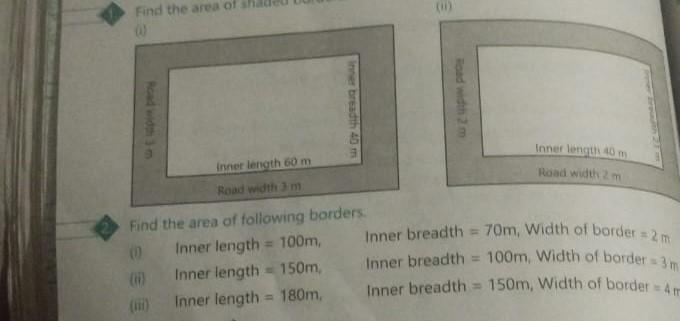 1. Find the area of shaded
(i)
(ii)
Road width 3 m
Inner breadth 40 m
Inner length 60 m
Road width 3 m
Road width 2 m
Inner breadth
Inner length 40 m
Road width 2 m
2. Find the area of following borders.
(i) Inner length = 100m, Inner breadth = 70m, Width of border = 2 m
(ii) Inner length = 150m, Inner breadth = 100m, Width of border = 3 m
(iii) Inner length = 180m, Inner breadth = 150m, Width of border = 4 m